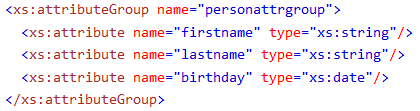 <xs:attributeGroup name="personattrgroup">
  <xs:attribute name="firstname" type="xs:string"/>
  <xs:attribute name="lastname" type="xs:string"/>
  <xs:attribute name="birthday" type="xs:date"/>
</xs:attributeGroup>